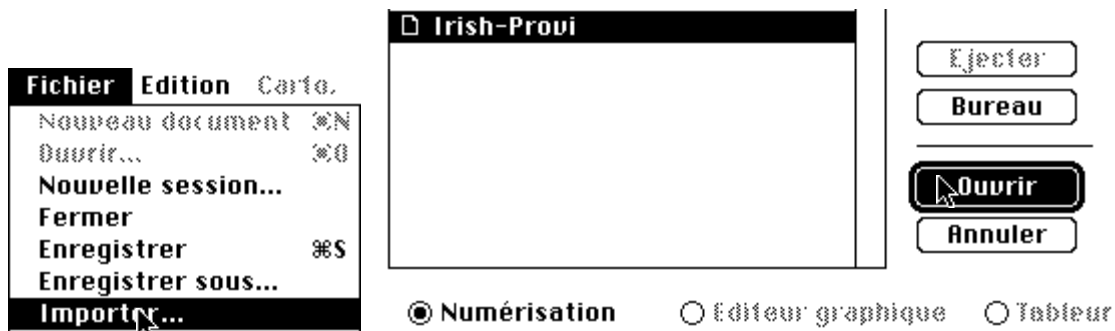 Fichier Edition Carto.
Nouveau document ⌘N
Ouvrir... ⌘O
Nouvelle session...
Fermer
Enregistrer ⌘S
Enregistrer sous...
Importer...
Irish-Provi
Ejecter
Bureau
Ouvrir
Annuler
Numérisation Editeur graphique Tableur